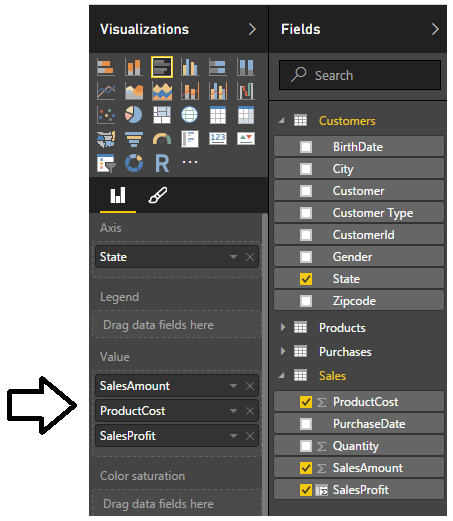 Visualizations
123
R
Axis
State
Legend
Drag data fields here
Value
SalesAmount
ProductCost
SalesProfit
Color saturation
Drag data fields here
Fields
Search
Customers
BirthDate
City
Customer
Customer Type
CustomerId
Gender
State
Zipcode
Products
Purchases
Sales
Σ ProductCost
PurchaseDate
Σ Quantity
Σ SalesAmount
SalesProfit